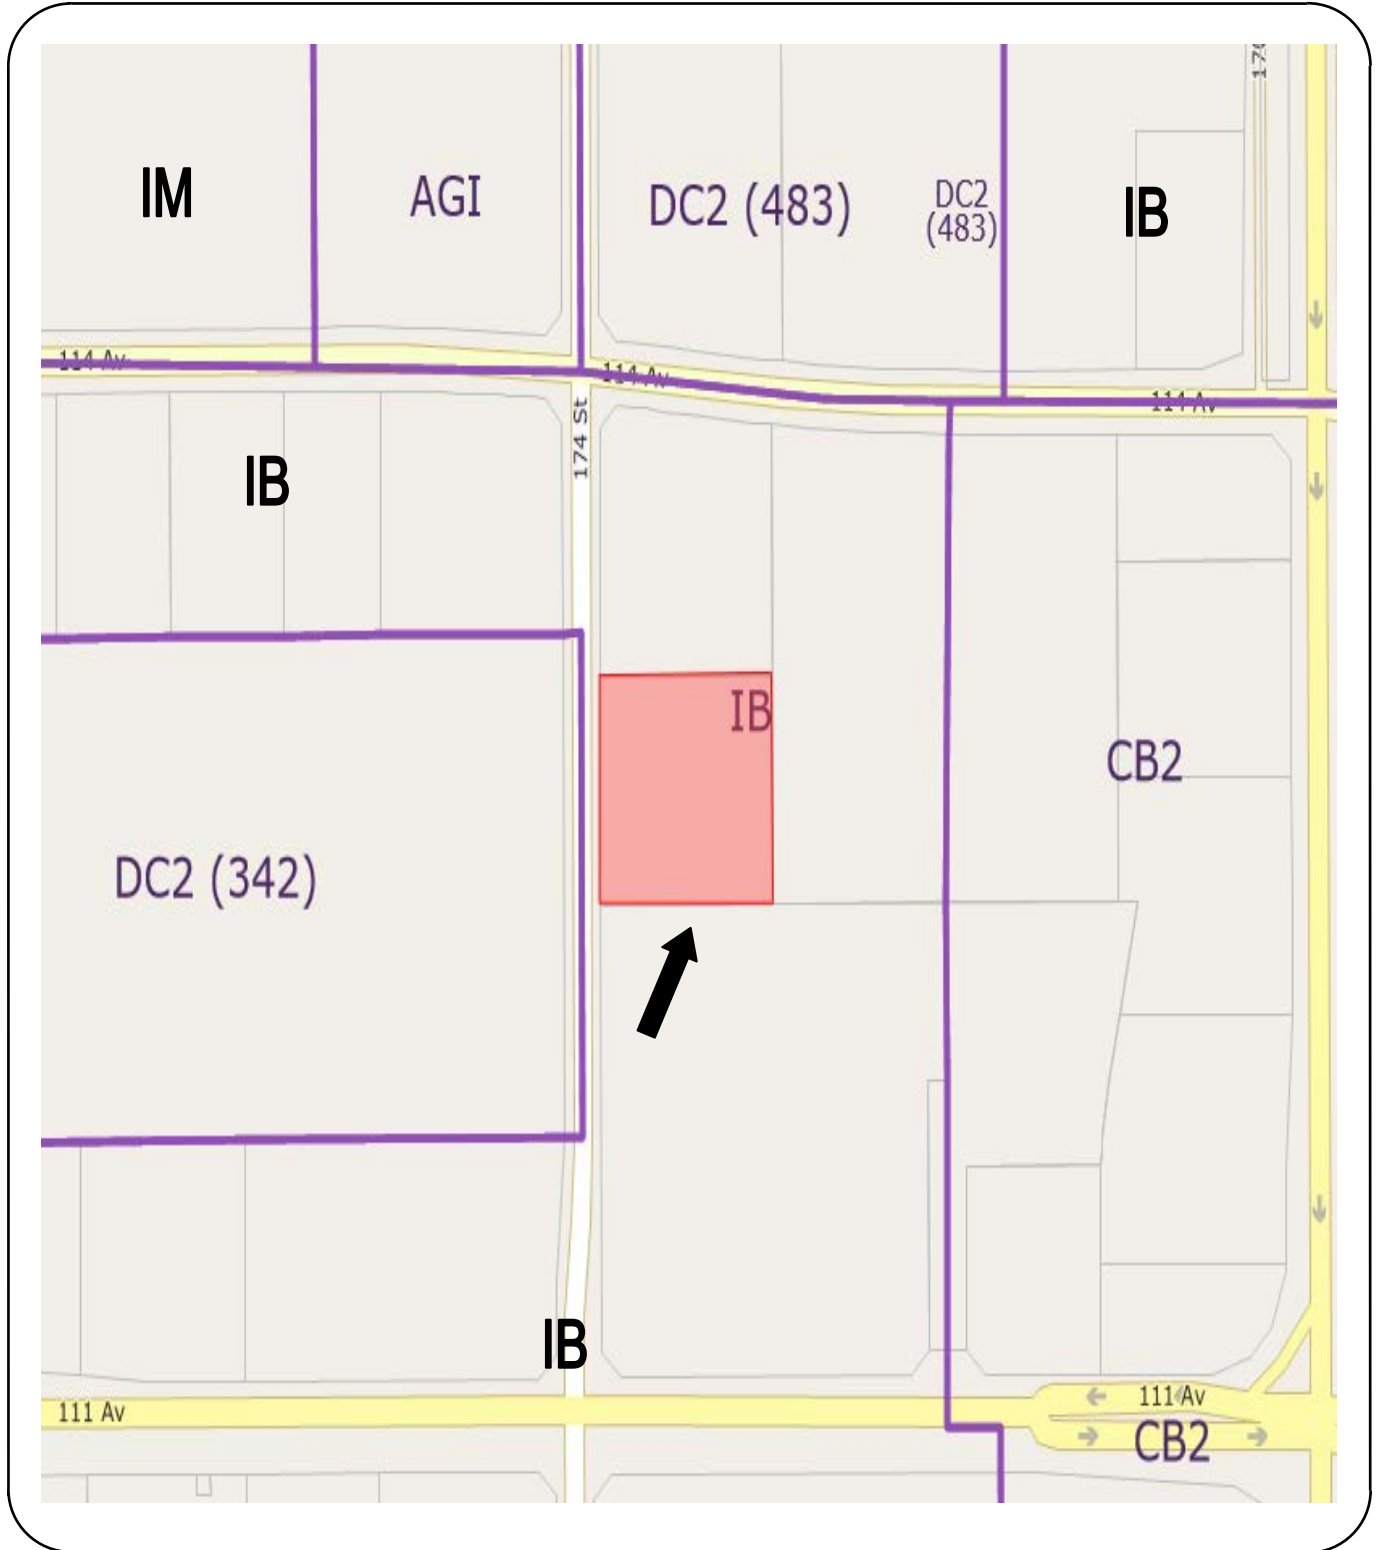 IM
AGI
DC2 (483)
DC2
(483)
IB
114 Av
114 Av
114 Av
174 St
IB
IB
CB2
DC2 (342)
IB
111 Av
111 Av
CB2